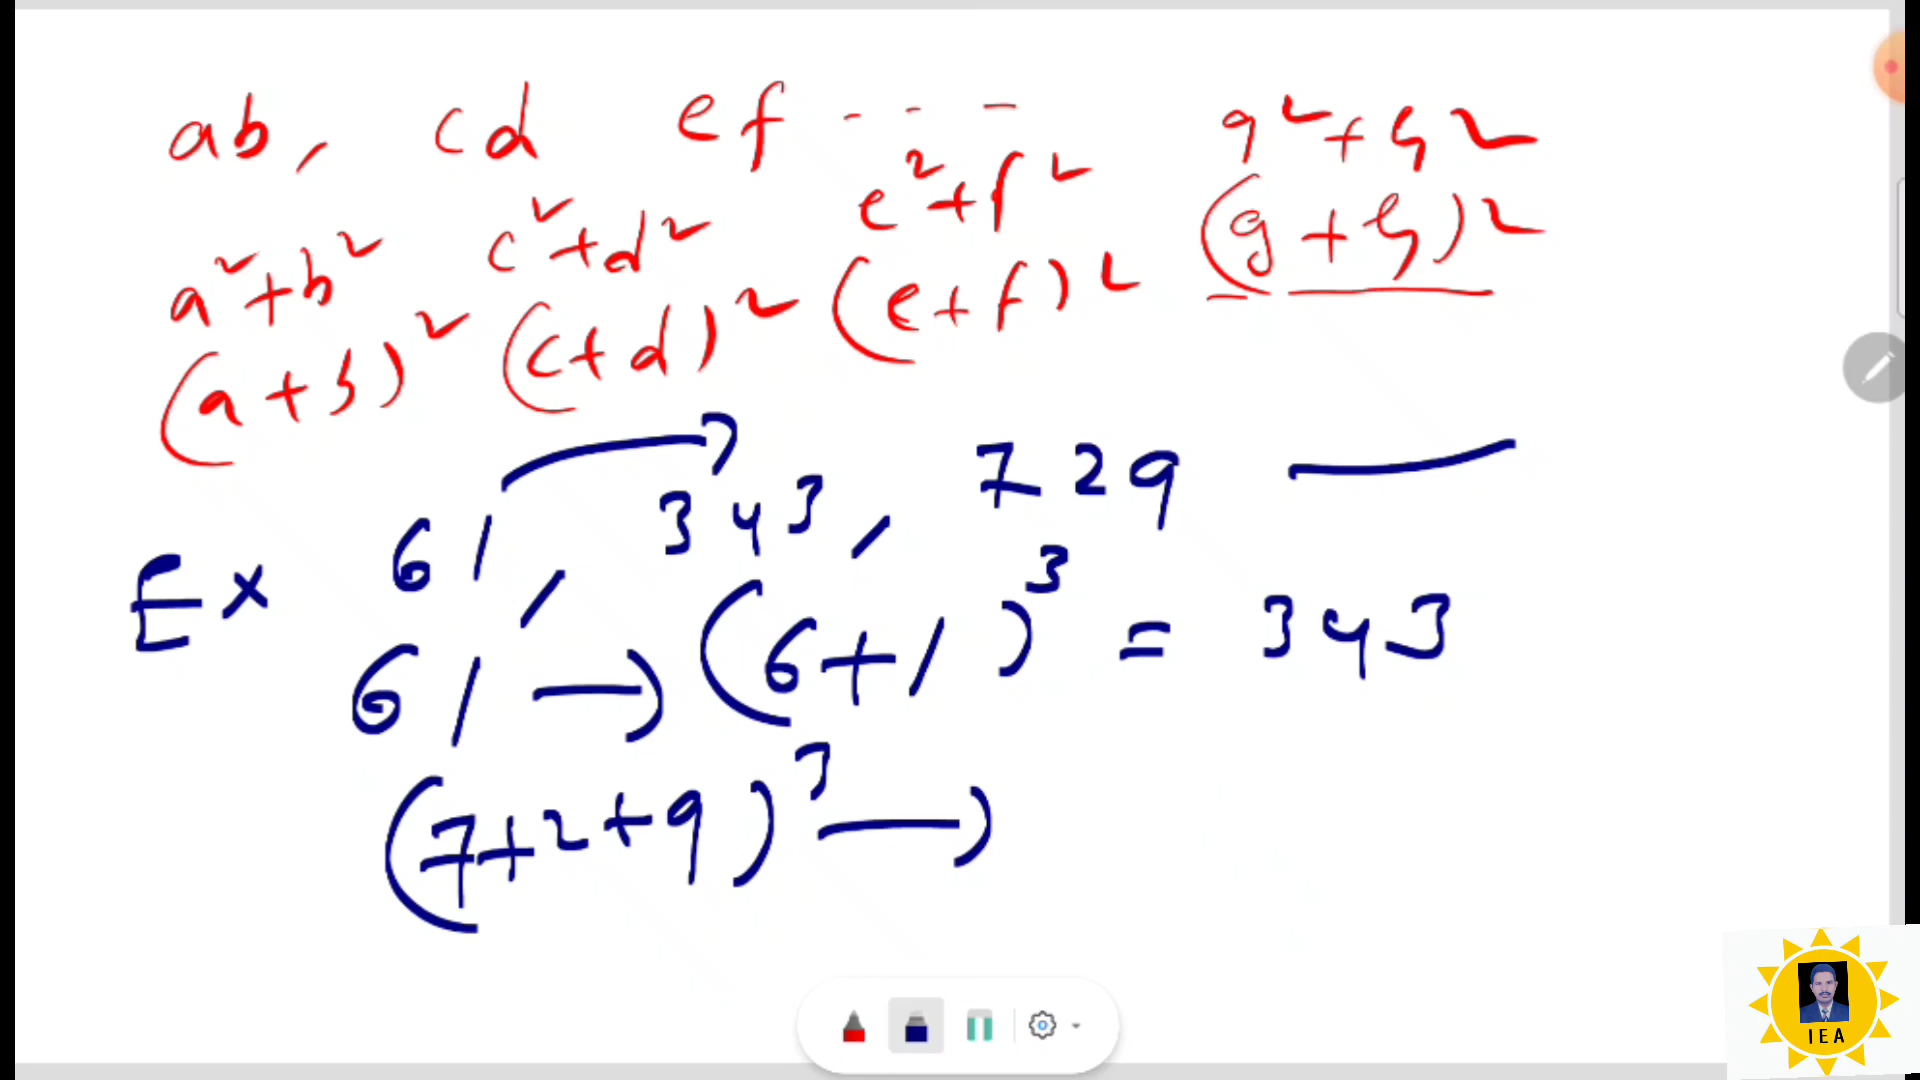 ab, cd ef - - -
a²+b² c²+d² e²+f² g²+h²
(a+b)² (c+d)² (e+f)² (g+h)²
Ex 61, 343, 729 —
61 → (6+1)³ = 343
(7+2+9)³ →
IEA